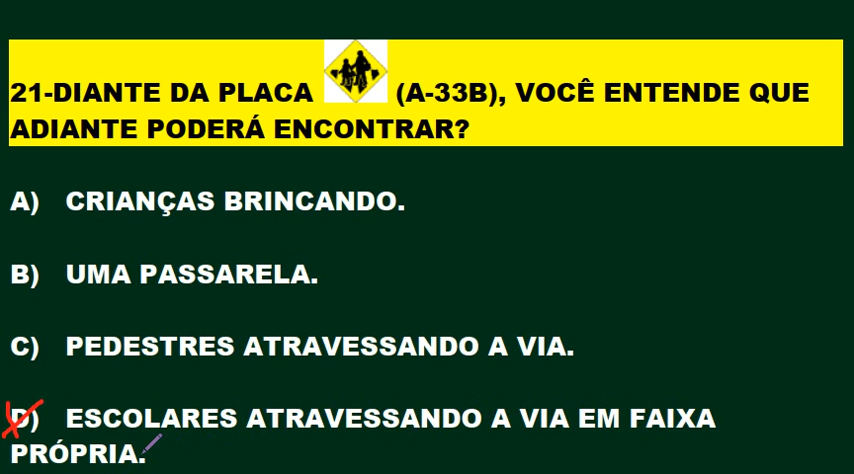 21-DIANTE DA PLACA (A-33B), VOCÊ ENTENDE QUE
ADIANTE PODERÁ ENCONTRAR?
A) CRIANÇAS BRINCANDO.
B) UMA PASSARELA.
C) PEDESTRES ATRAVESSANDO A VIA.
D) ESCOLARES ATRAVESSANDO A VIA EM FAIXA
PRÓPRIA.